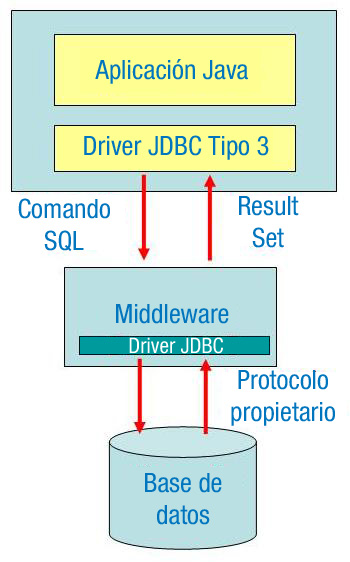 Aplicación Java
Driver JDBC Tipo 3
Comando
SQL
Result
Set
Middleware
Driver JDBC
Protocolo
propietario
Base de
datos